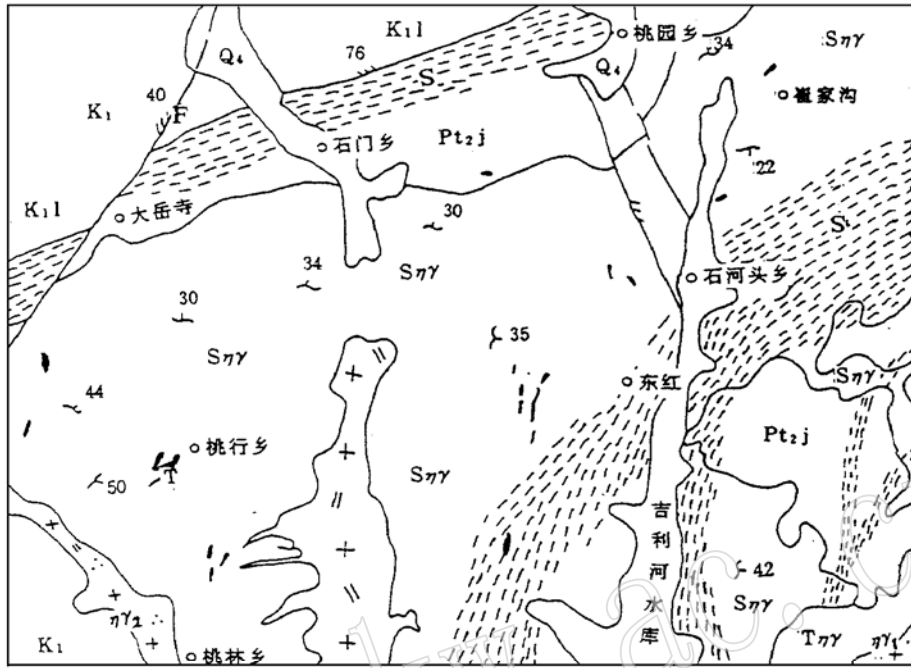 K₁l
桃园乡
34
Sηγ
Q₄
76
S
Q₄
崔家沟
40
K₁
F
石门乡
Pt₂j
22
K₁l
大岳寺
30
S
34
Sηγ
石河头乡
30
35
Sηγ
Sηγ
44
东红
Pt₂j
桃行乡
Sηγ
50
T
吉利河水库
42
Sηγ
ηγ₂
Tηγ
ηγ₁
K₁
桃林乡